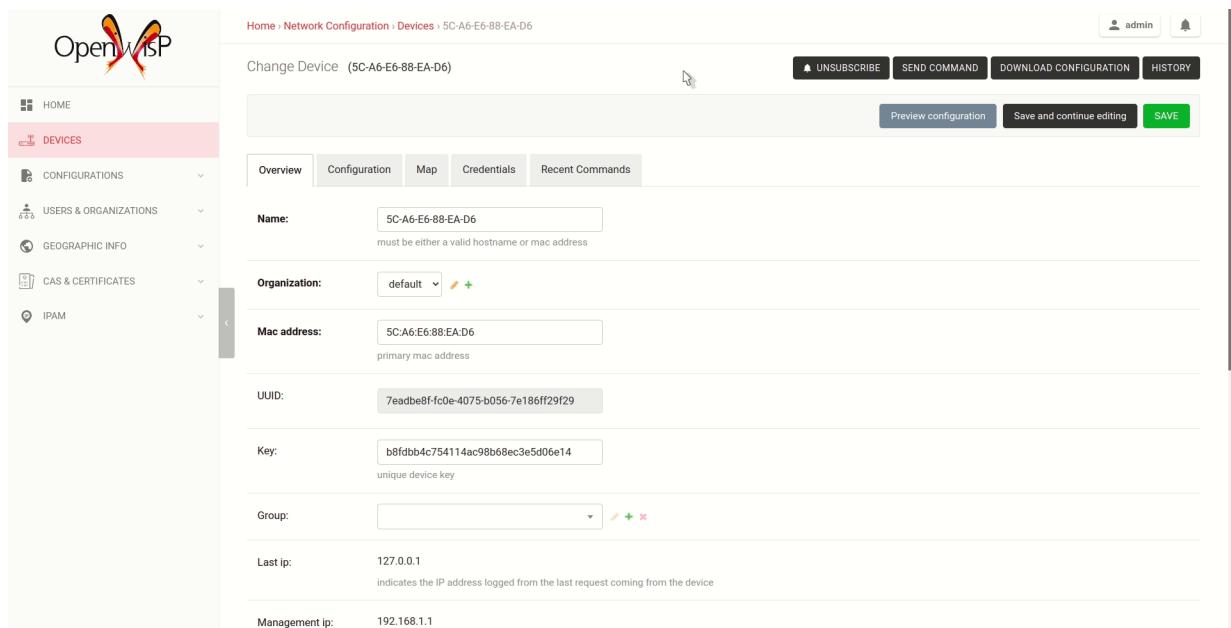 OpenWISP
Home › Network Configuration › Devices › 5C-A6-E6-88-EA-D6
admin
Change Device (5C-A6-E6-88-EA-D6)
UNSUBSCRIBE
SEND COMMAND
DOWNLOAD CONFIGURATION
HISTORY
HOME
DEVICES
CONFIGURATIONS
USERS & ORGANIZATIONS
GEOGRAPHIC INFO
CAS & CERTIFICATES
IPAM
Preview configuration
Save and continue editing
SAVE
Overview
Configuration
Map
Credentials
Recent Commands
Name:
5C-A6-E6-88-EA-D6
must be either a valid hostname or mac address
Organization:
default
Mac address:
5C:A6:E6:88:EA:D6
primary mac address
UUID:
7eadbe8f-fc0e-4075-b056-7e186ff29f29
Key:
b8fdbb4c754114ac98b68ec3e5d06e14
unique device key
Group:
Last ip:
127.0.0.1
indicates the IP address logged from the last request coming from the device
Management ip:
192.168.1.1